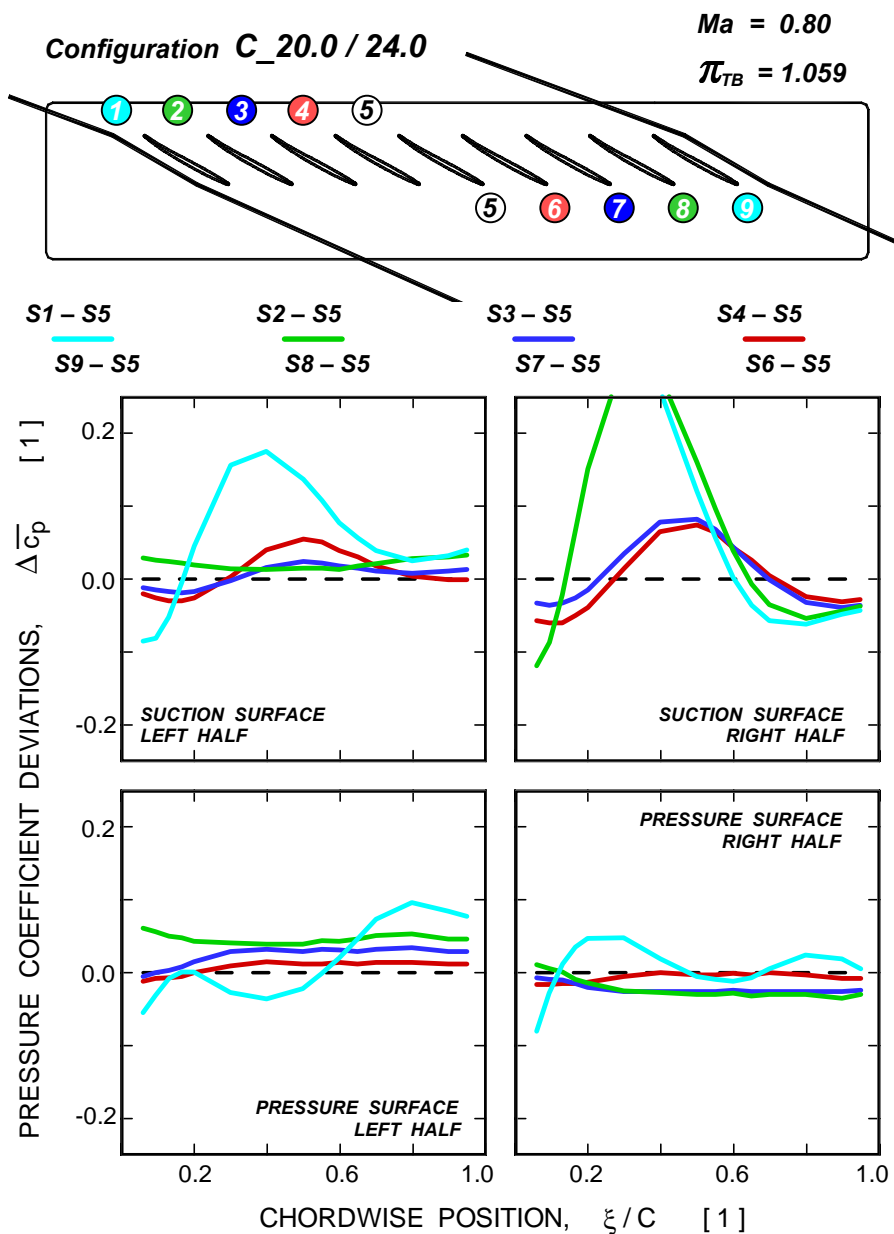 Configuration C_20.0 / 24.0
Ma = 0.80
π_TB = 1.059
1 2 3 4 5
5 6 7 8 9
S1 – S5 S2 – S5 S3 – S5 S4 – S5
S9 – S5 S8 – S5 S7 – S5 S6 – S5
PRESSURE COEFFICIENT DEVIATIONS, Δc̅p [ 1 ]
0.2
0.0
-0.2
SUCTION SURFACE
LEFT HALF
SUCTION SURFACE
RIGHT HALF
0.2
0.0
-0.2
PRESSURE SURFACE
LEFT HALF
PRESSURE SURFACE
RIGHT HALF
0.2 0.6 1.0 0.2 0.6 1.0
CHORDWISE POSITION, ξ / C [ 1 ]